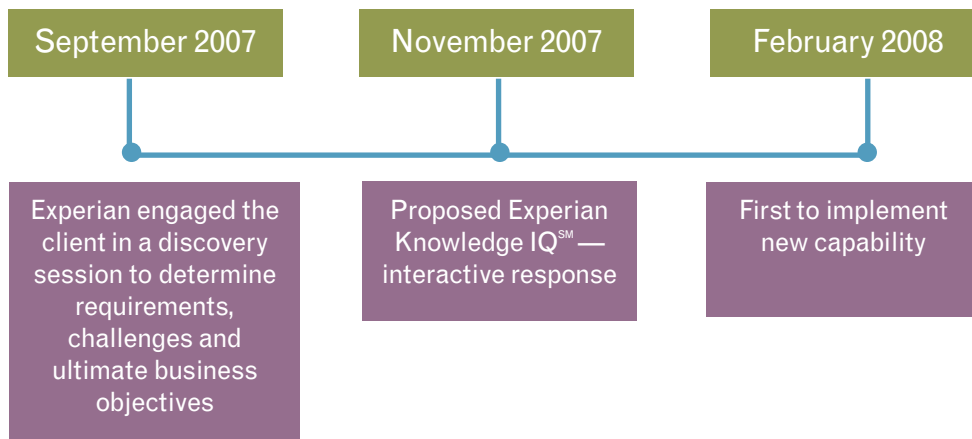 September 2007
November 2007
February 2008
Experian engaged the
client in a discovery
session to determine
requirements,
challenges and
ultimate business
objectives
Proposed Experian
Knowledge IQ℠ —
interactive response
First to implement
new capability